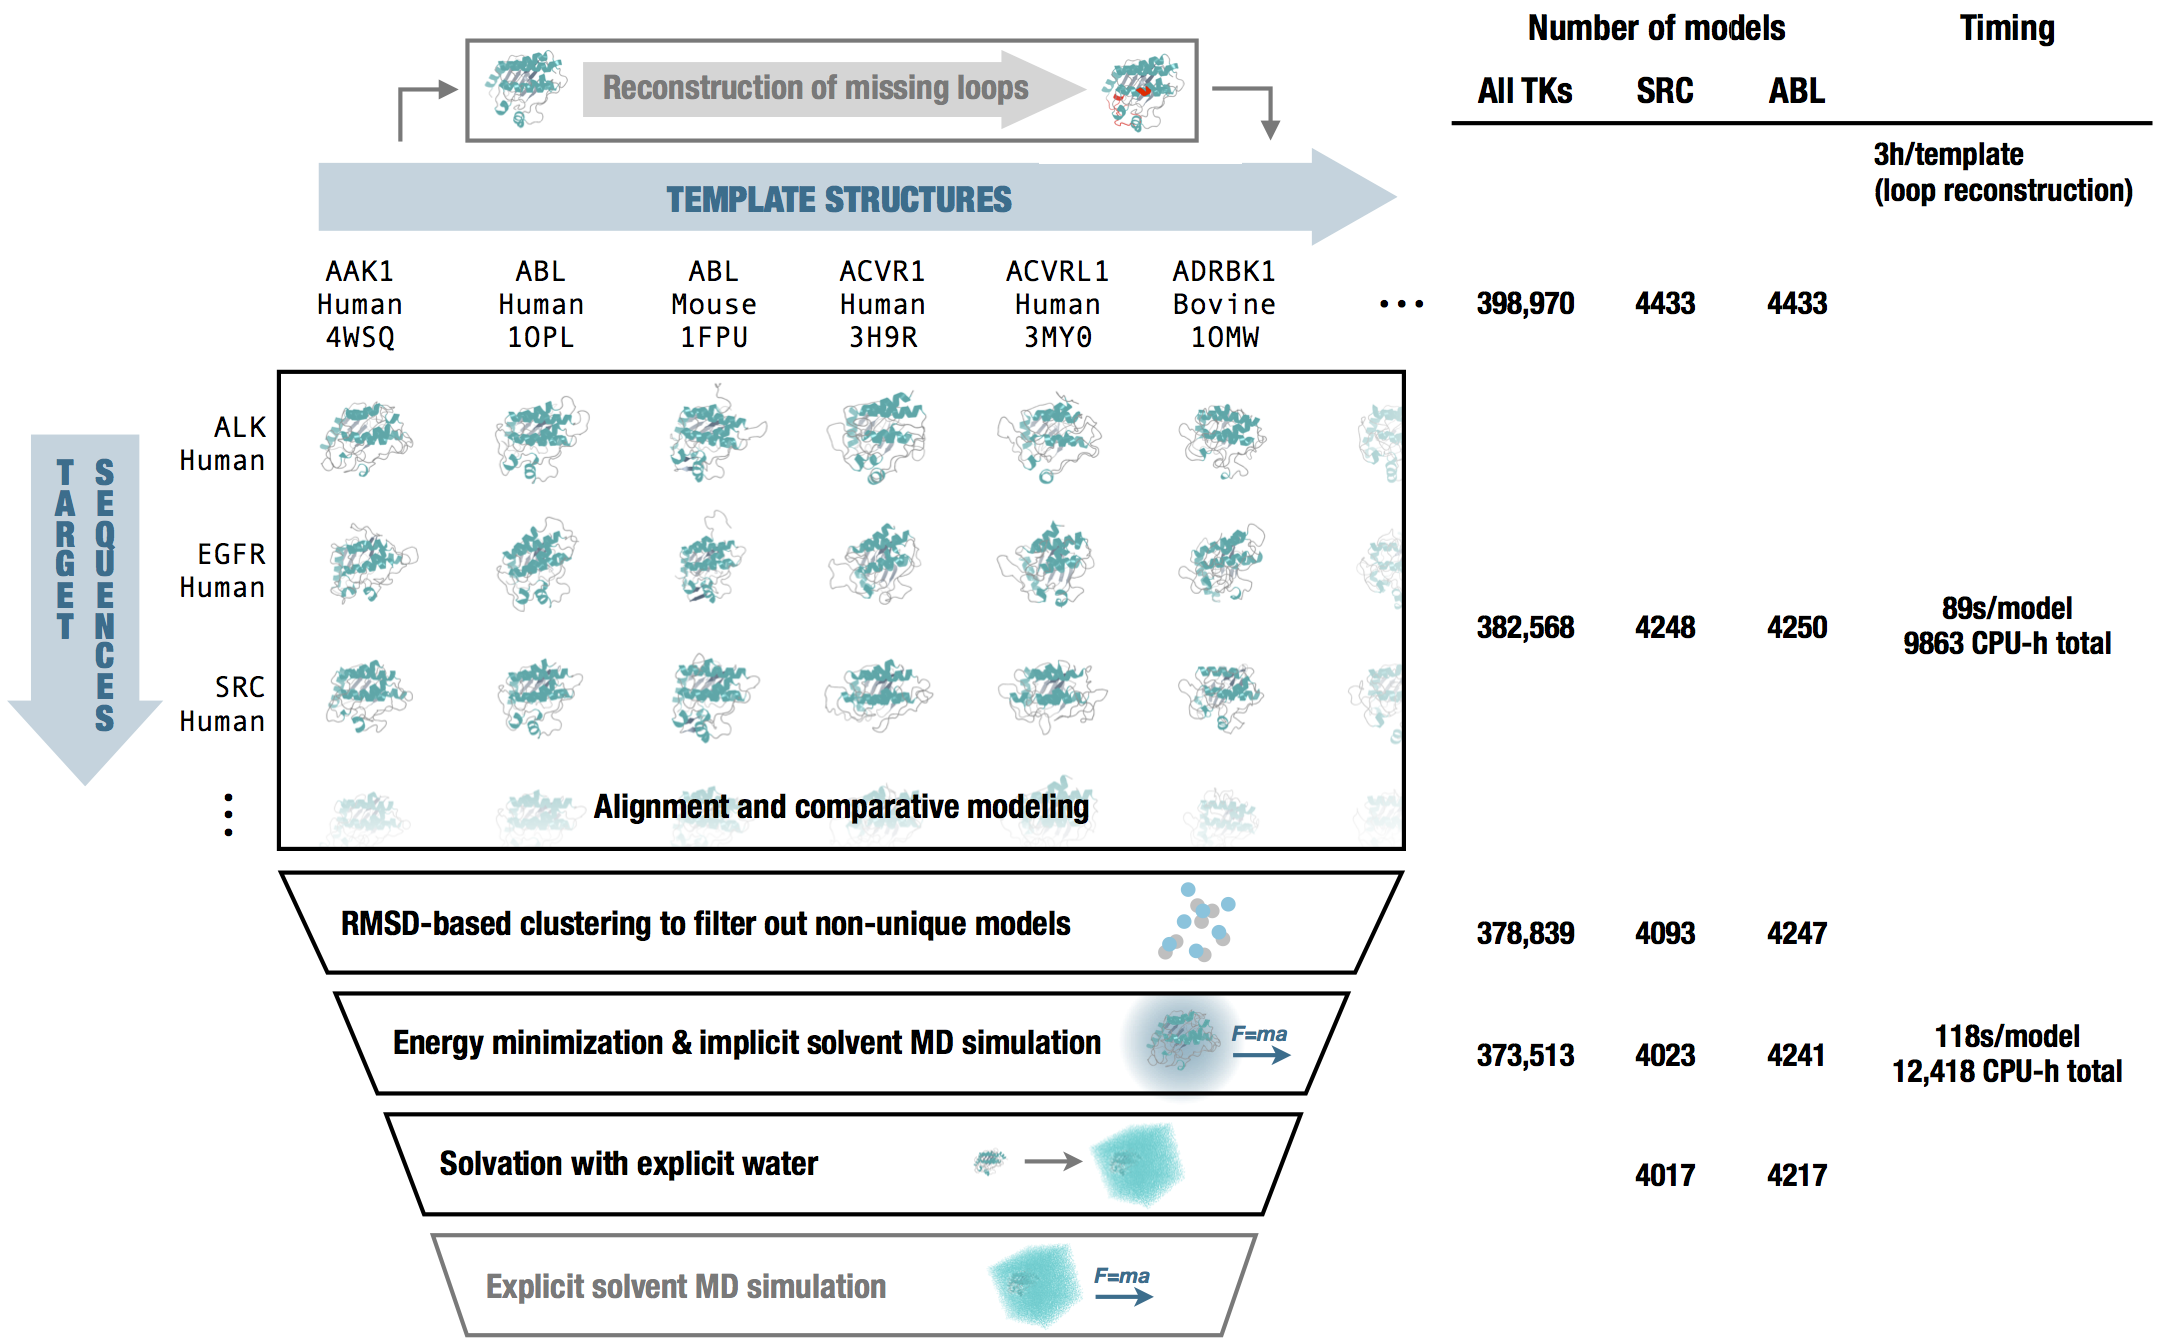 Number of models
Timing
All TKs
SRC
ABL
Reconstruction of missing loops
3h/template
(loop reconstruction)
TEMPLATE STRUCTURES
AAK1
Human
4WSQ
ABL
Human
1OPL
ABL
Mouse
1FPU
ACVR1
Human
3H9R
ACVRL1
Human
3MY0
ADRBK1
Bovine
1OMW
...
398,970
4433
4433
TARGET
SEQUENCES
ALK
Human
EGFR
Human
SRC
Human
Alignment and comparative modeling
382,568
4248
4250
89s/model
9863 CPU-h total
RMSD-based clustering to filter out non-unique models
378,839
4093
4247
Energy minimization & implicit solvent MD simulation
F=ma
373,513
4023
4241
118s/model
12,418 CPU-h total
Solvation with explicit water
4017
4217
Explicit solvent MD simulation
F=ma